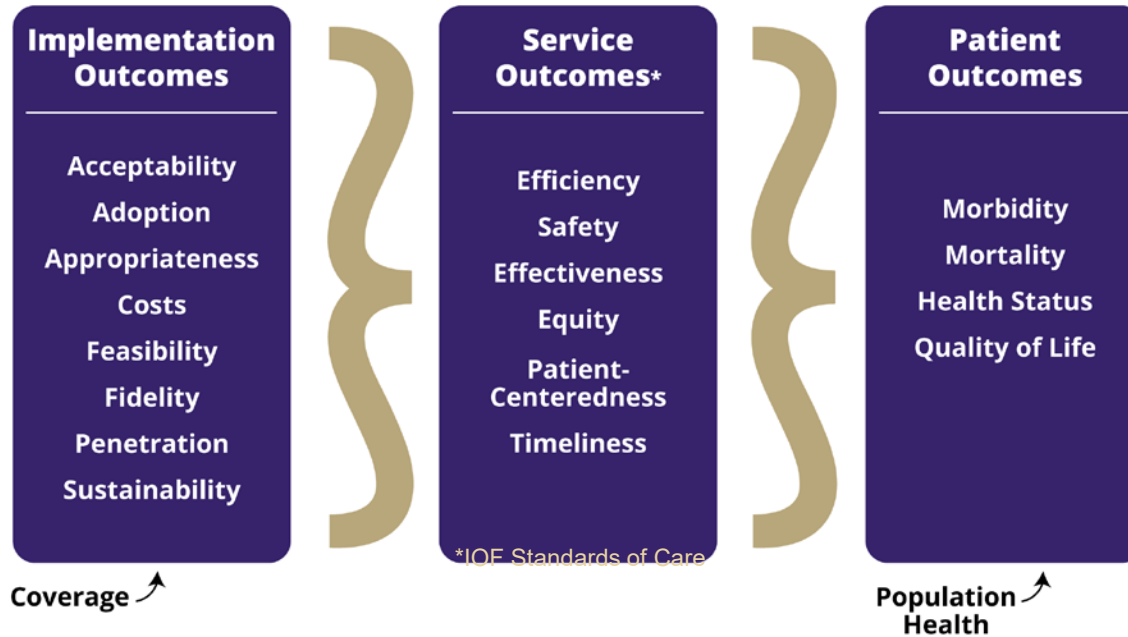 Implementation
Outcomes
Acceptability
Adoption
Appropriateness
Costs
Feasibility
Fidelity
Penetration
Sustainability
Coverage
Service
Outcomes*
Efficiency
Safety
Effectiveness
Equity
Patient-
Centeredness
Timeliness
*IOF Standards of Care
Patient
Outcomes
Morbidity
Mortality
Health Status
Quality of Life
Population
Health